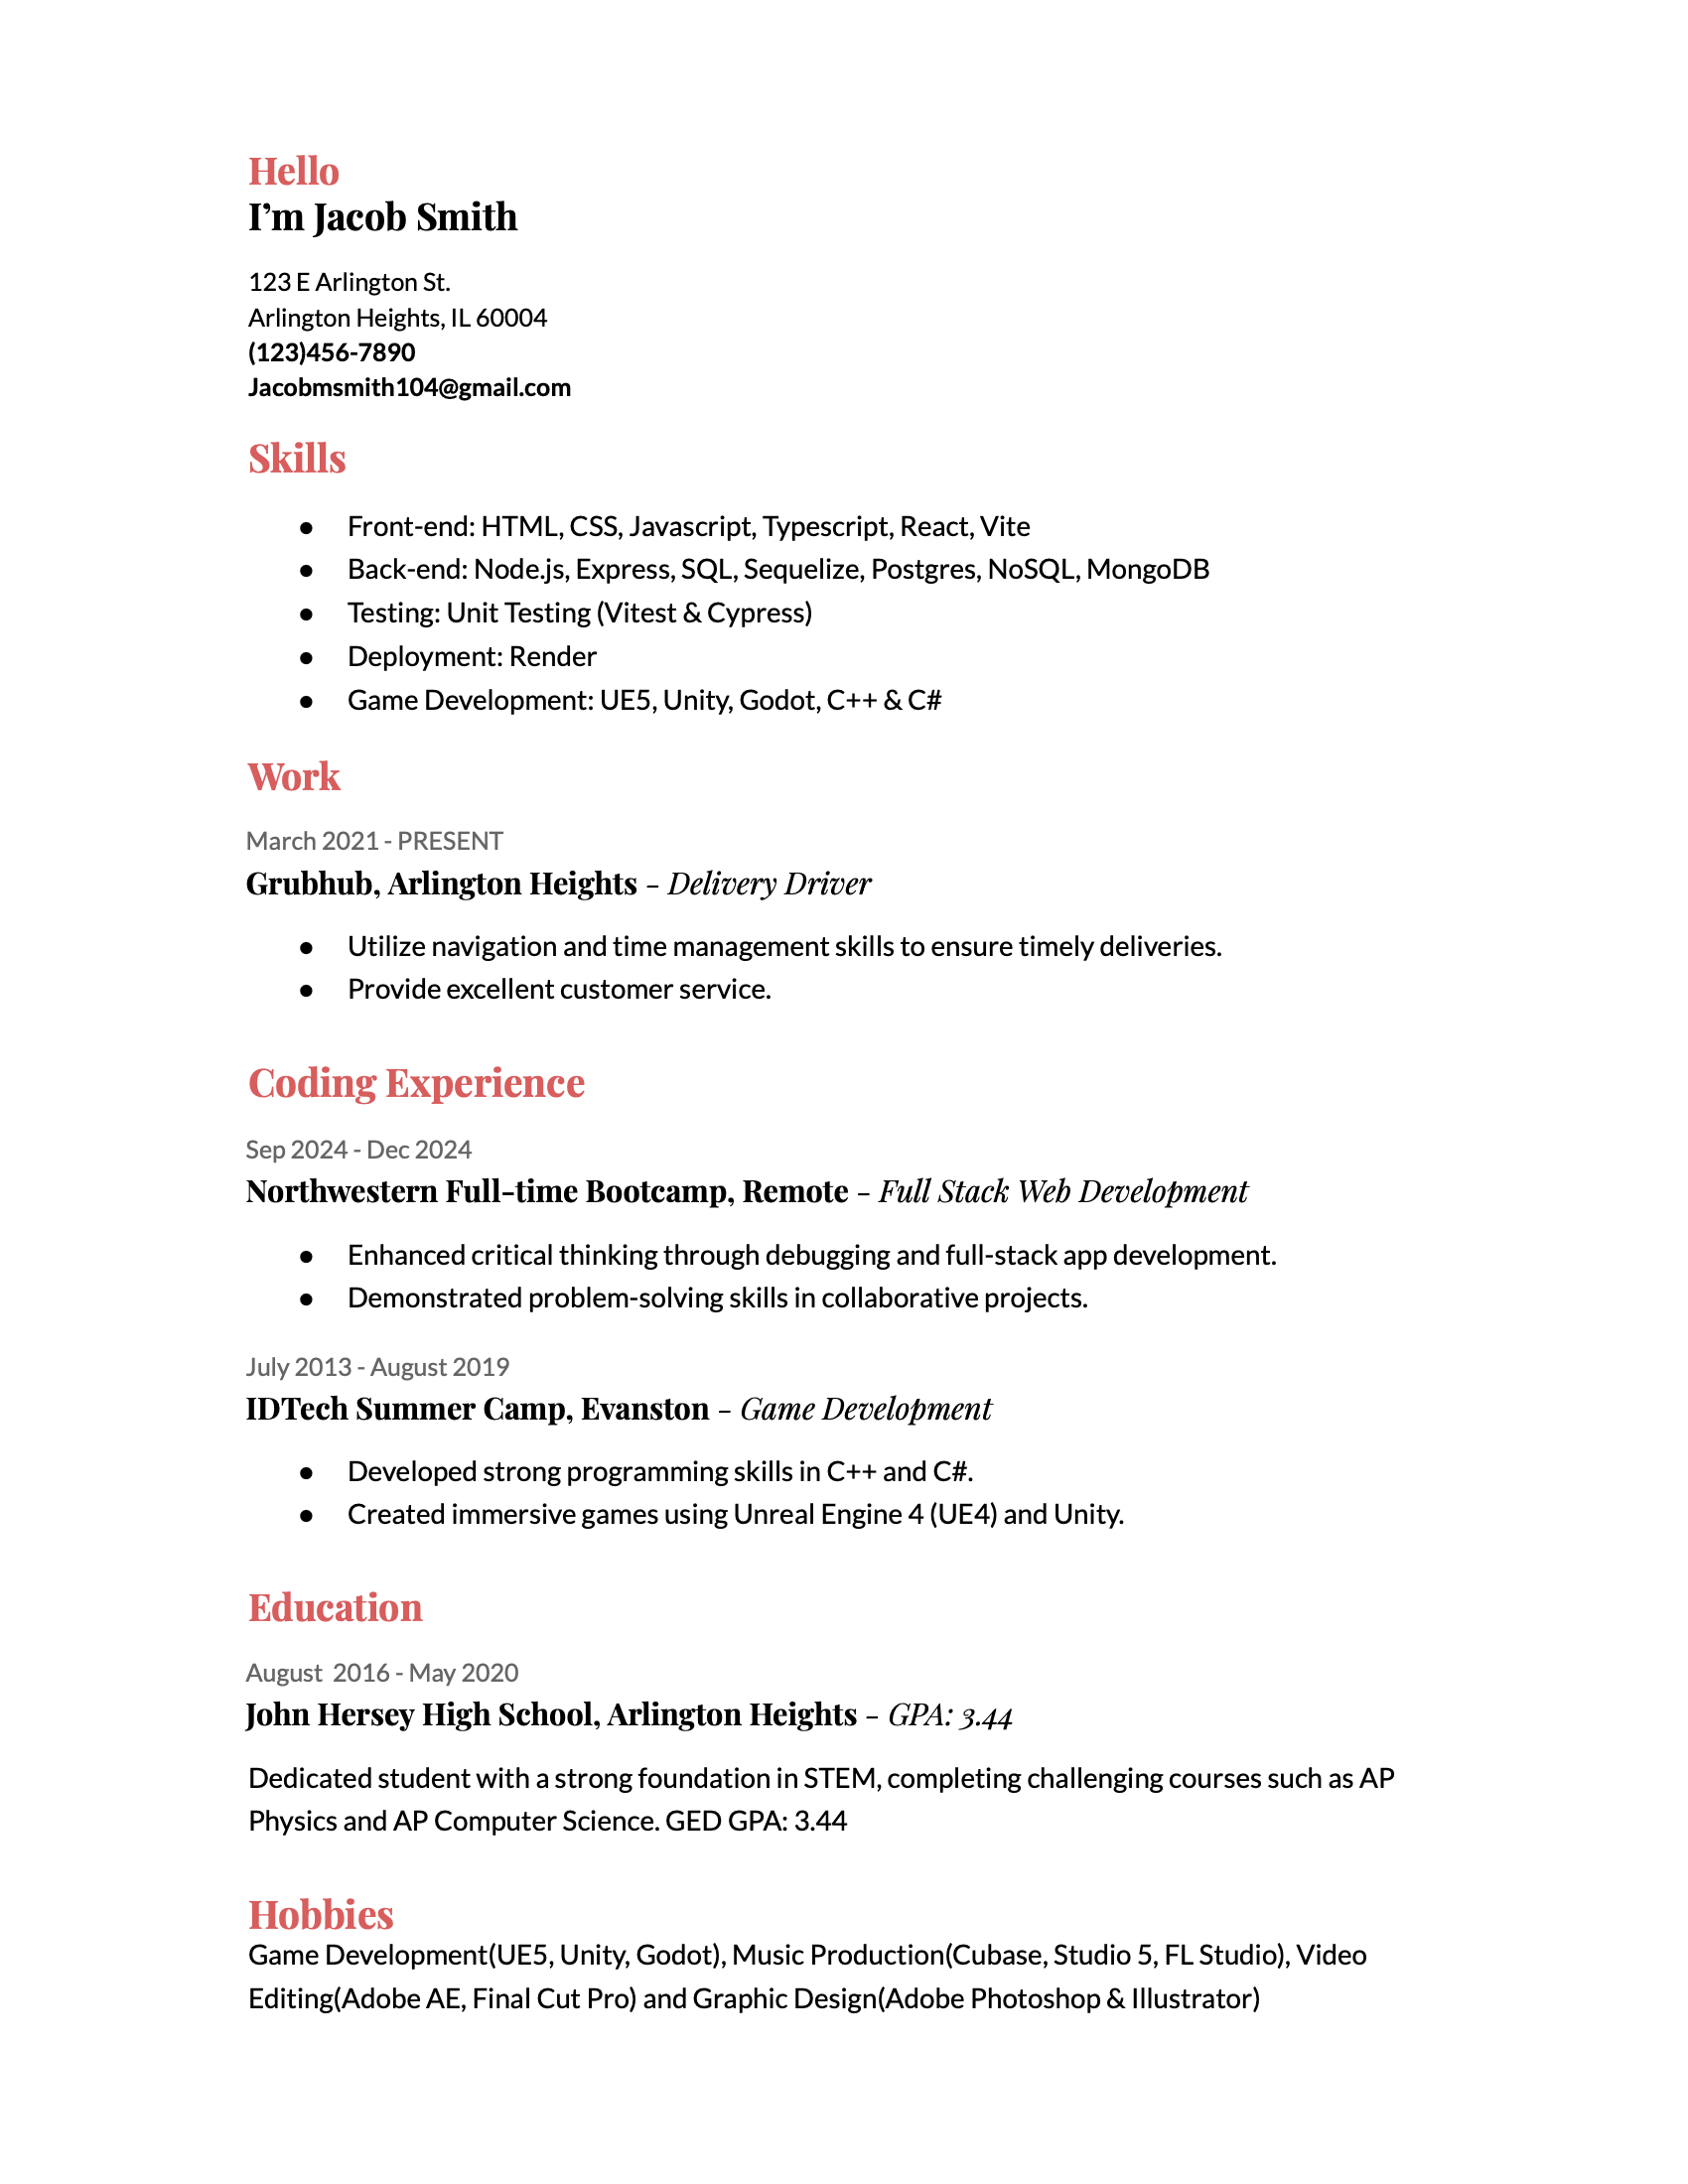 Hello
I’m Jacob Smith
123 E Arlington St.
Arlington Heights, IL 60004
(123)456-7890
Jacobmsmith104@gmail.com
Skills
● Front-end: HTML, CSS, Javascript, Typescript, React, Vite
● Back-end: Node.js, Express, SQL, Sequelize, Postgres, NoSQL, MongoDB
● Testing: Unit Testing (Vitest & Cypress)
● Deployment: Render
● Game Development: UE5, Unity, Godot, C++ & C#
Work
March 2021 - PRESENT
Grubhub, Arlington Heights – Delivery Driver
● Utilize navigation and time management skills to ensure timely deliveries.
● Provide excellent customer service.
Coding Experience
Sep 2024 - Dec 2024
Northwestern Full-time Bootcamp, Remote – Full Stack Web Development
● Enhanced critical thinking through debugging and full-stack app development.
● Demonstrated problem-solving skills in collaborative projects.
July 2013 - August 2019
IDTech Summer Camp, Evanston – Game Development
● Developed strong programming skills in C++ and C#.
● Created immersive games using Unreal Engine 4 (UE4) and Unity.
Education
August  2016 - May 2020
John Hersey High School, Arlington Heights – GPA: 3.44
Dedicated student with a strong foundation in STEM, completing challenging courses such as AP
Physics and AP Computer Science. GED GPA: 3.44
Hobbies
Game Development(UE5, Unity, Godot), Music Production(Cubase, Studio 5, FL Studio), Video
Editing(Adobe AE, Final Cut Pro) and Graphic Design(Adobe Photoshop & Illustrator)